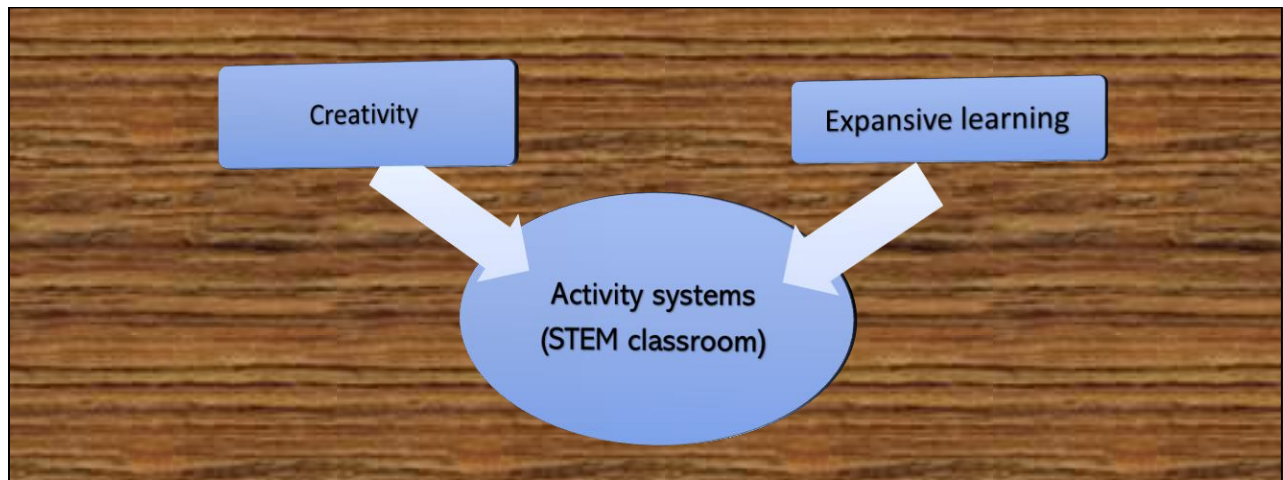 Creativity
Expansive learning
Activity systems
(STEM classroom)